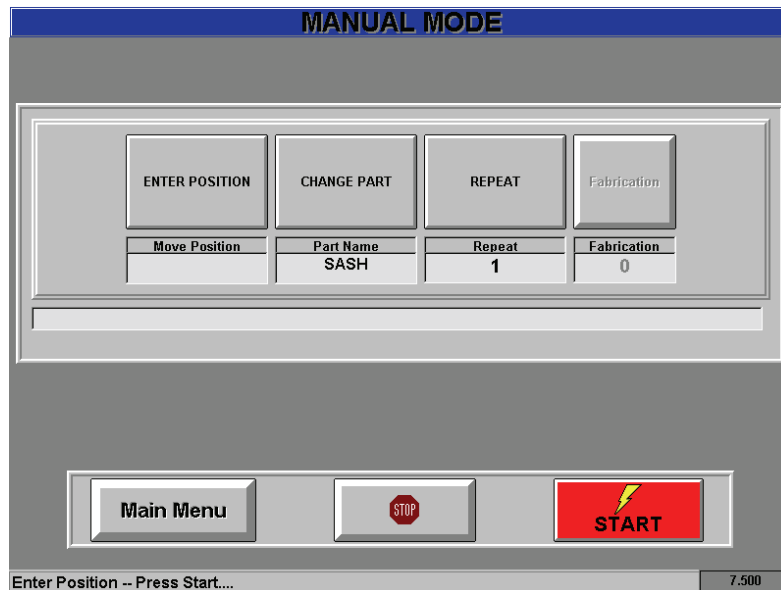 MANUAL MODE
ENTER POSITION CHANGE PART REPEAT Fabrication
Move Position Part Name Repeat Fabrication
SASH 1 0
Main Menu STOP START
Enter Position -- Press Start.... 7.500